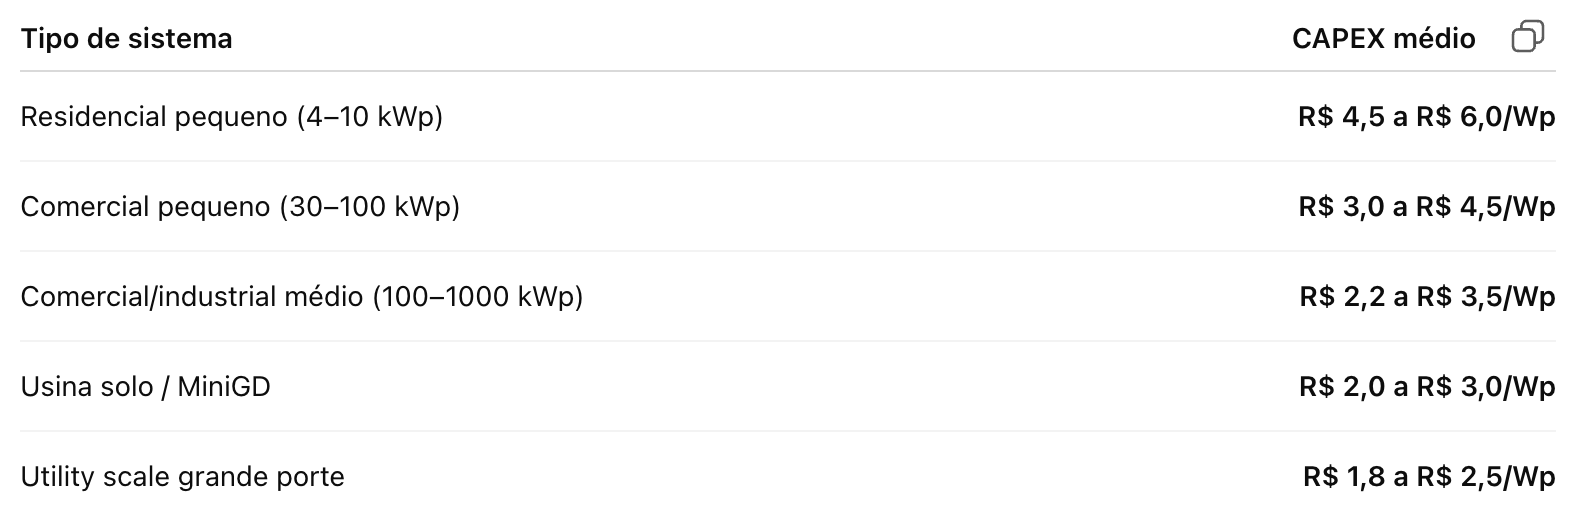 Tipo de sistema CAPEX médio
Residencial pequeno (4–10 kWp) R$ 4,5 a R$ 6,0/Wp
Comercial pequeno (30–100 kWp) R$ 3,0 a R$ 4,5/Wp
Comercial/industrial médio (100–1000 kWp) R$ 2,2 a R$ 3,5/Wp
Usina solo / MiniGD R$ 2,0 a R$ 3,0/Wp
Utility scale grande porte R$ 1,8 a R$ 2,5/Wp